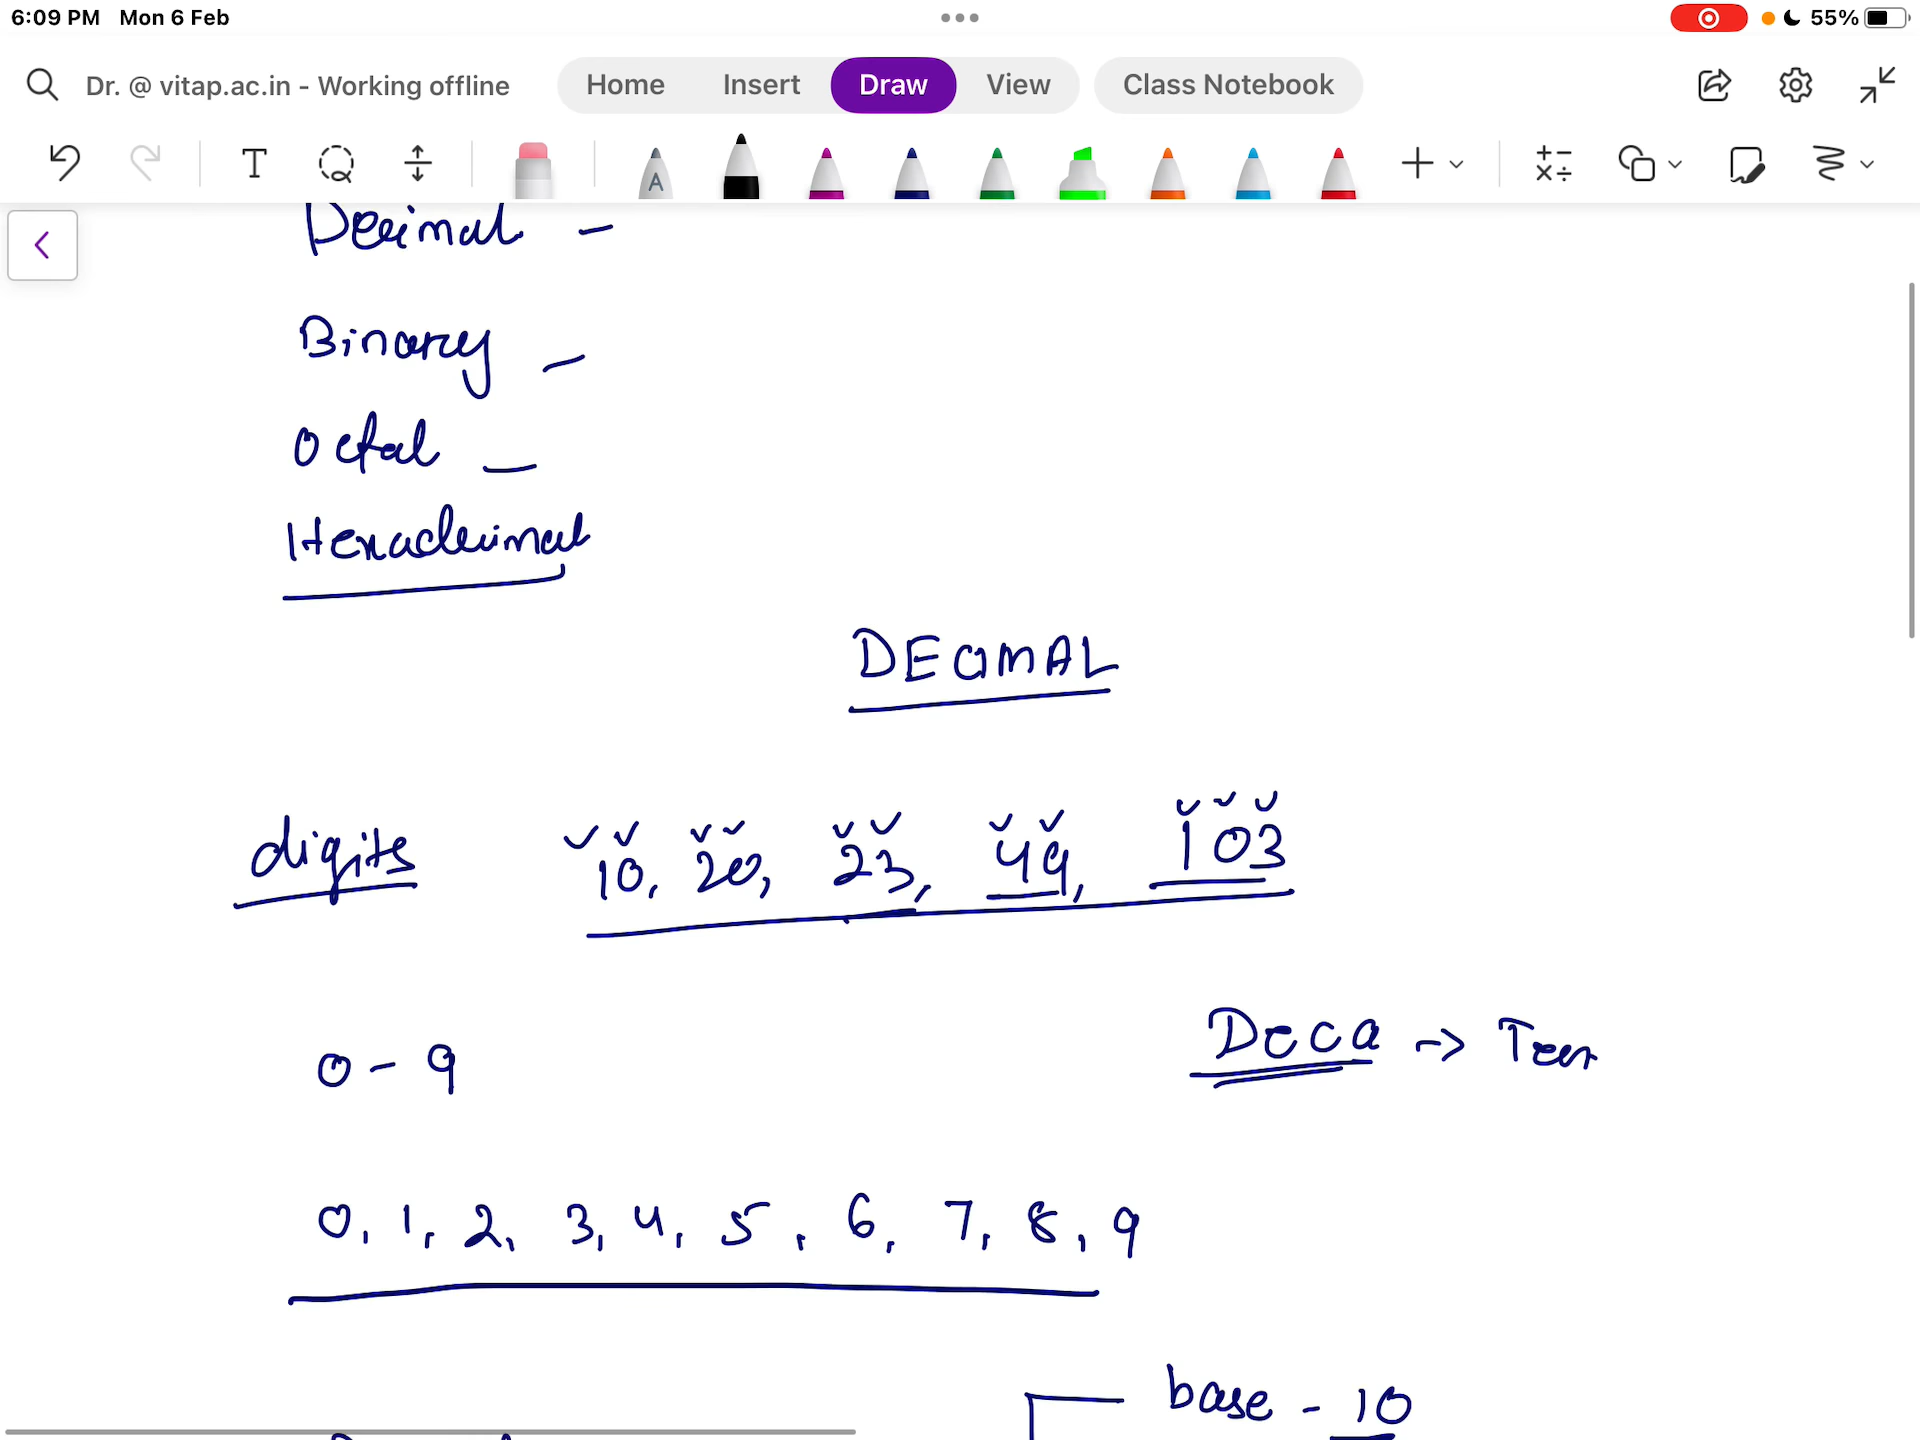 6:09 PM Mon 6 Feb 55%
Dr. @ vitap.ac.in - Working offline Home Insert Draw View Class Notebook
T A
Decimal -
Binary -
Octal -
Hexadecimal
DECIMAL
digits 10, 20, 23, 49, 103
0 - 9 Deca -> Ten
0, 1, 2, 3, 4, 5, 6, 7, 8, 9
base - 10